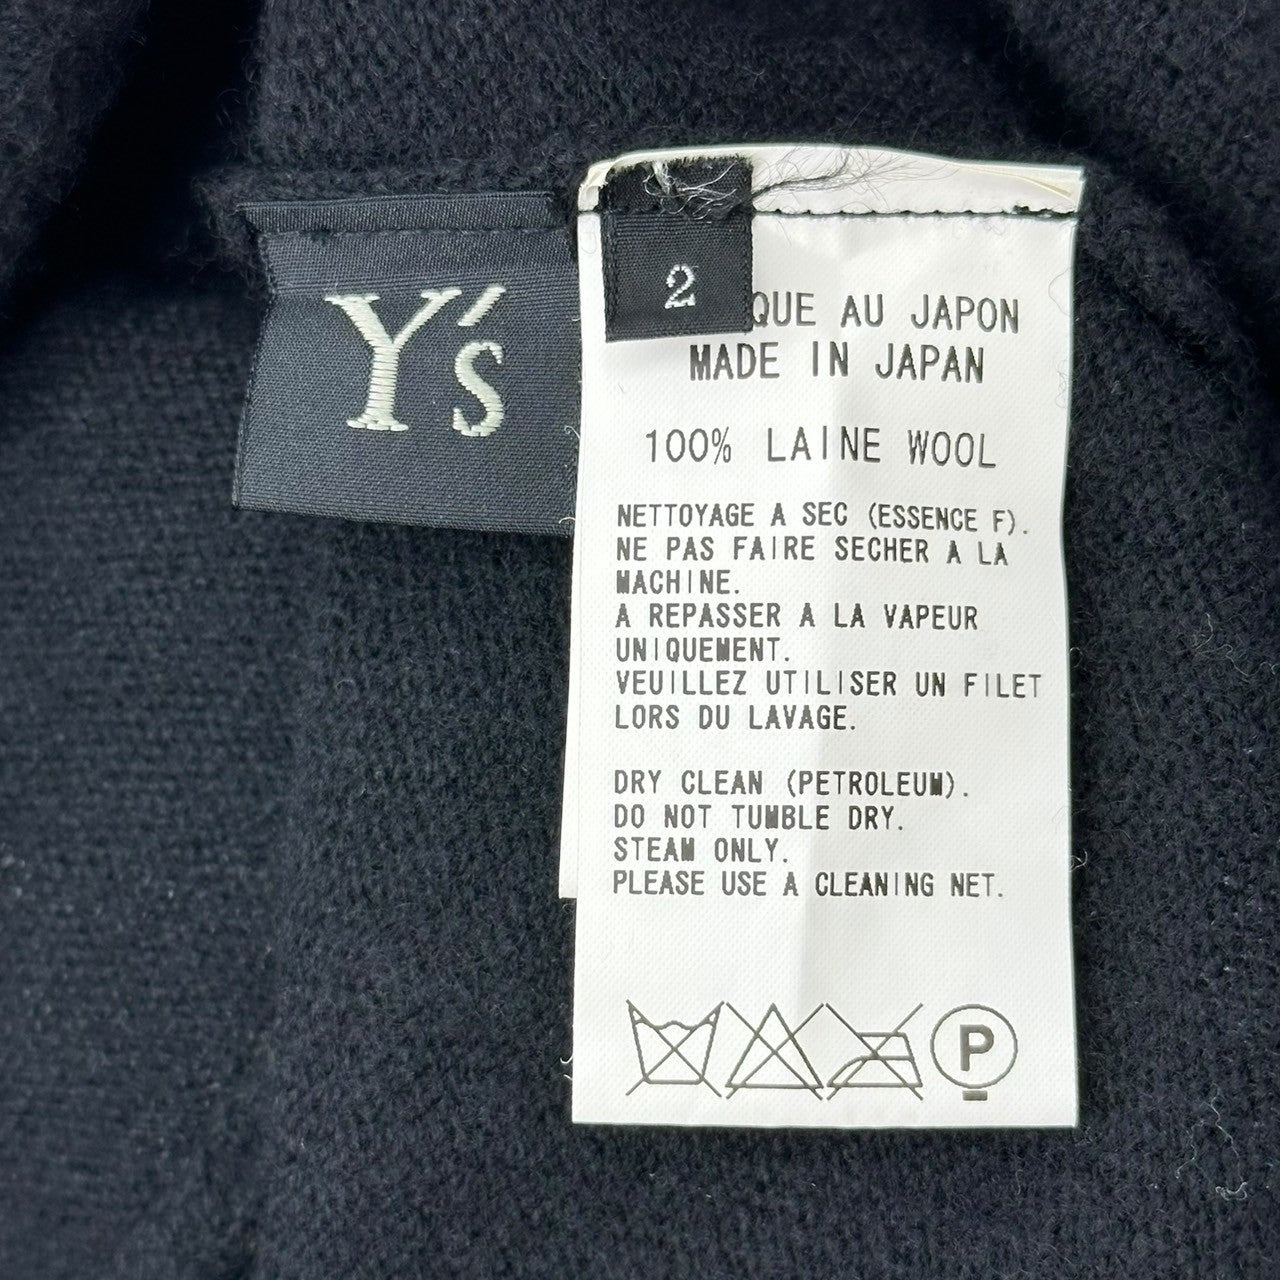 Y's
2
QUE AU JAPON
MADE IN JAPAN
100% LAINE WOOL
NETTOYAGE A SEC (ESSENCE F).
NE PAS FAIRE SECHER A LA
MACHINE.
A REPASSER A LA VAPEUR
UNIQUEMENT.
VEUILLEZ UTILISER UN FILET
LORS DU LAVAGE.
DRY CLEAN (PETROLEUM).
DO NOT TUMBLE DRY.
STEAM ONLY.
PLEASE USE A CLEANING NET.
P